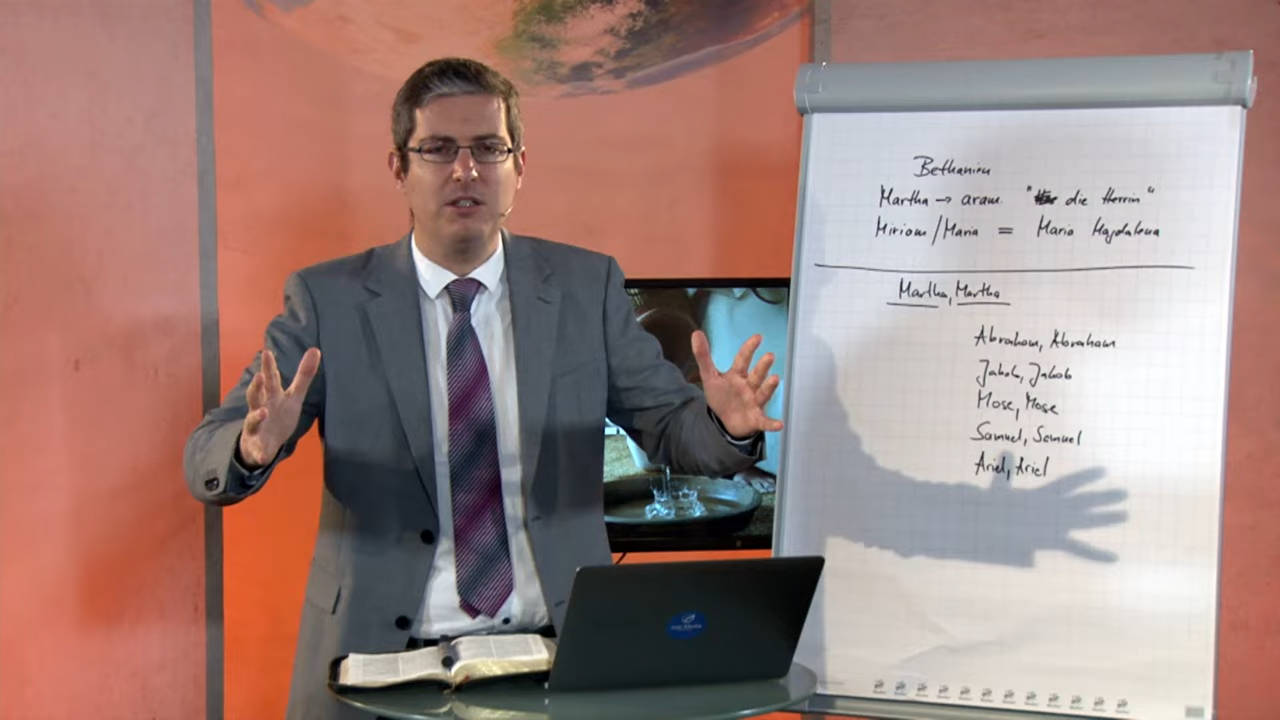 Bethanien
Martha → aram. "die Herrin"
Miriam/Maria = Maria Magdalena
Martha, Martha
Abraham, Abraham
Jakob, Jakob
Mose, Mose
Samuel, Samuel
Ariel, Ariel